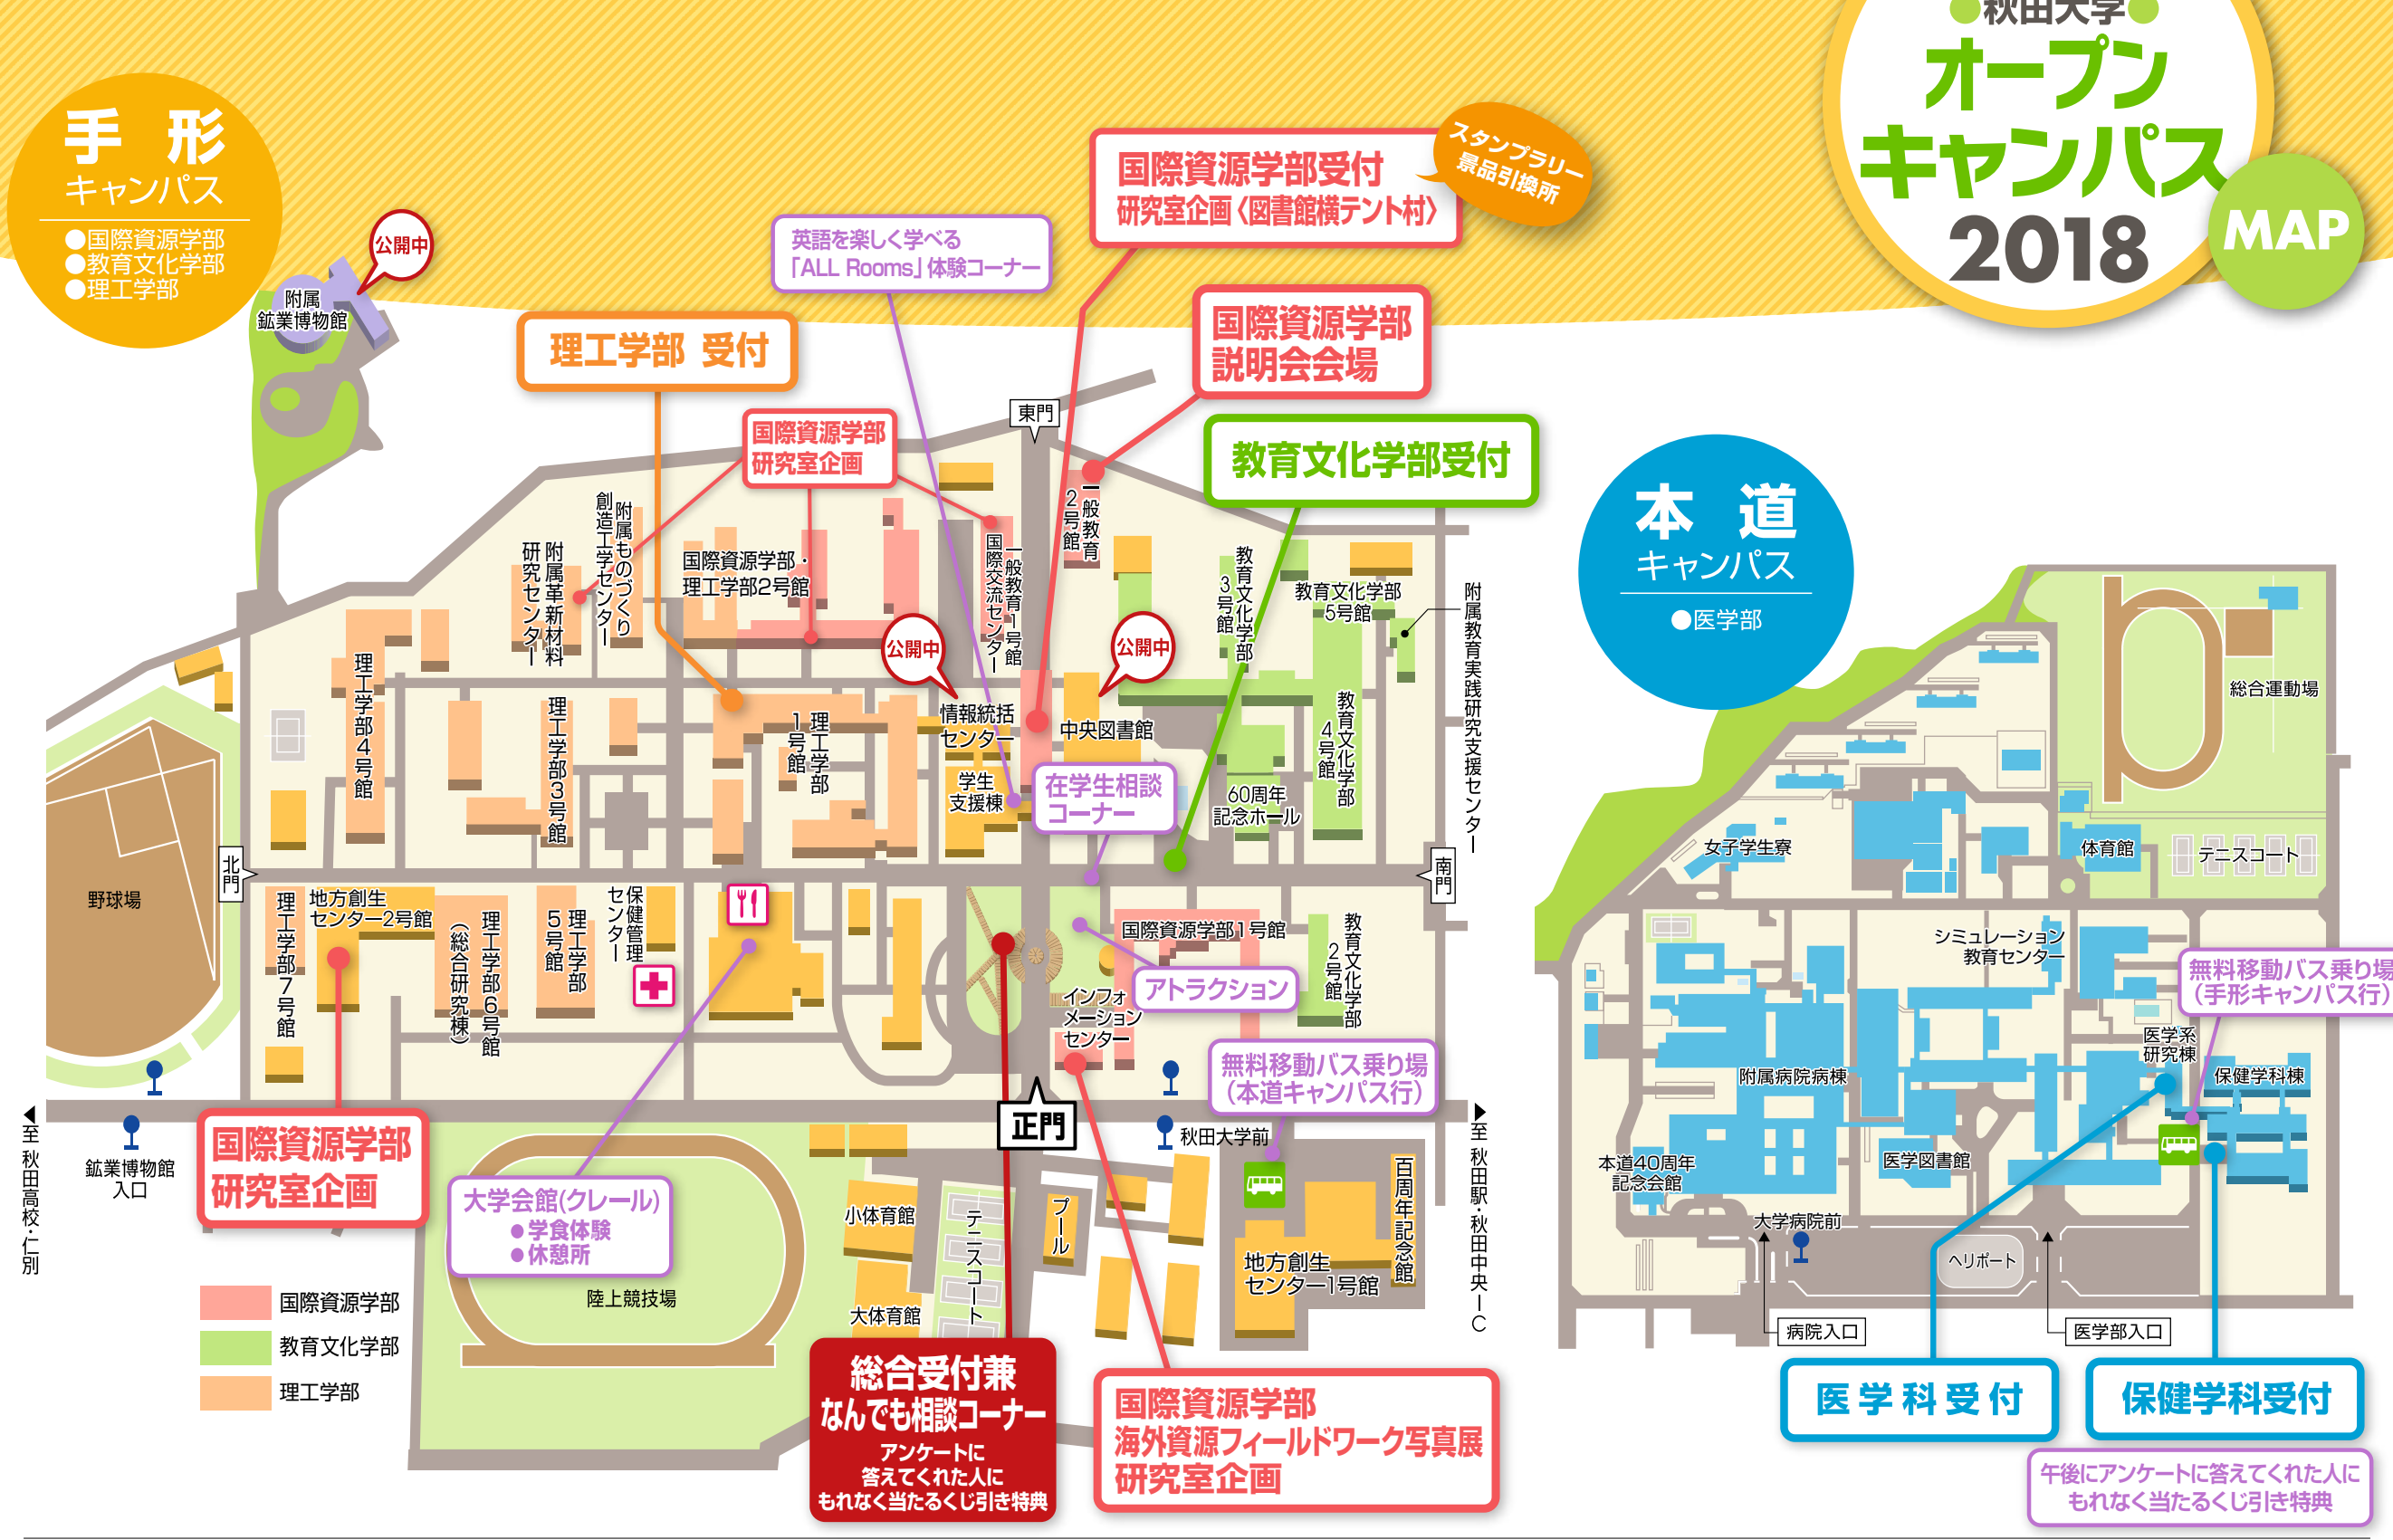 ●秋田大学●
オープン
キャンパス
2018
MAP
手形
キャンパス
●国際資源学部
●教育文化学部
●理工学部
公開中
附属
鉱業博物館
英語を楽しく学べる
「ALL Rooms」体験コーナー
国際資源学部受付
研究室企画〈図書館横テント村〉
スタンプラリー
景品引換所
理工学部 受付
国際資源学部
説明会会場
国際資源学部
研究室企画
教育文化学部受付
東門
附属革新材料
研究センター
附属ものづくり
創造工学センター
国際資源学部・
理工学部2号館
一般教育1号館
国際交流センター
一般教育
2号館
教育文化学部
3号館
教育文化学部
5号館
附属教育実践研究支援センター
公開中
公開中
理工学部4号館
理工学部3号館
理工学部
1号館
情報統括
センター
中央図書館
学生
支援棟
在学生相談
コーナー
60周年
記念ホール
教育文化学部
4号館
北門
南門
野球場
理工学部7号館
地方創生
センター2号館
理工学部6号館
(総合研究棟)
理工学部
5号館
保健管理
センター
国際資源学部1号館
教育文化学部
2号館
アトラクション
インフォ
メーション
センター
無料移動バス乗り場
(本道キャンパス行)
正門
秋田大学前
至 秋田高校・仁別
鉱業博物館
入口
国際資源学部
研究室企画
大学会館(クレール)
●学食体験
●休憩所
陸上競技場
小体育館
大体育館
テニスコート
プール
地方創生
センター1号館
百周年記念館
至 秋田駅・秋田中央IC
国際資源学部
教育文化学部
理工学部
総合受付兼
なんでも相談コーナー
アンケートに
答えてくれた人に
もれなく当たるくじ引き特典
国際資源学部
海外資源フィールドワーク写真展
研究室企画
本道
キャンパス
●医学部
総合運動場
女子学生寮
体育館
テニスコート
シミュレーション
教育センター
無料移動バス乗り場
(手形キャンパス行)
医学系
研究棟
附属病院病棟
保健学科棟
本道40周年
記念会館
医学図書館
大学病院前
ヘリポート
病院入口
医学部入口
医学科受付
保健学科受付
午後にアンケートに答えてくれた人に
もれなく当たるくじ引き特典